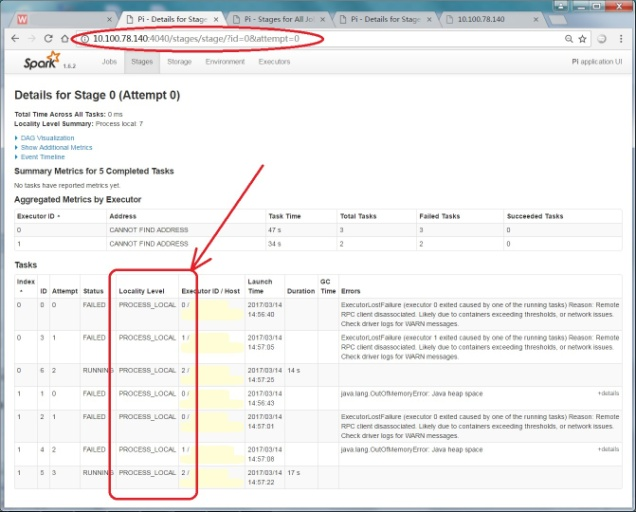 Pi - Details for Stage
Pi - Stages for All Jo
Pi - Details for Stage
10.100.78.140
10.100.78.140:4040/stages/stage/?id=0&attempt=0
Spark 1.6.2 Jobs Stages Storage Environment Executors Pi application UI
Details for Stage 0 (Attempt 0)
Total Time Across All Tasks: 0 ms
Locality Level Summary: Process local: 7
DAG Visualization
Show Additional Metrics
Event Timeline
Summary Metrics for 5 Completed Tasks
No tasks have reported metrics yet.
Aggregated Metrics by Executor
Executor ID Address Task Time Total Tasks Failed Tasks Succeeded Tasks
0 CANNOT FIND ADDRESS 47 s 3 3 0
1 CANNOT FIND ADDRESS 34 s 2 2 0
Tasks
Index ID Attempt Status Locality Level Executor ID / Host Launch Time Duration GC Time Errors
0 0 0 FAILED PROCESS_LOCAL 0 / 2017/03/14 14:56:40 ExecutorLostFailure (executor 0 exited caused by one of the running tasks) Reason: Remote RPC client disassociated. Likely due to containers exceeding thresholds, or network issues. Check driver logs for WARN messages.
0 3 1 FAILED PROCESS_LOCAL 1 / 2017/03/14 14:57:05 ExecutorLostFailure (executor 1 exited caused by one of the running tasks) Reason: Remote RPC client disassociated. Likely due to containers exceeding thresholds, or network issues. Check driver logs for WARN messages.
0 6 2 RUNNING PROCESS_LOCAL 2 / 2017/03/14 14:57:25 14 s
1 1 0 FAILED PROCESS_LOCAL 0 / 2017/03/14 14:56:43 java.lang.OutOfMemoryError: Java heap space +details
1 2 1 FAILED PROCESS_LOCAL 0 / 2017/03/14 14:57:01 ExecutorLostFailure (executor 0 exited caused by one of the running tasks) Reason: Remote RPC client disassociated. Likely due to containers exceeding thresholds, or network issues. Check driver logs for WARN messages.
1 4 2 FAILED PROCESS_LOCAL 1 / 2017/03/14 14:57:08 java.lang.OutOfMemoryError: Java heap space +details
1 5 3 RUNNING PROCESS_LOCAL 2 / 2017/03/14 14:57:22 17 s